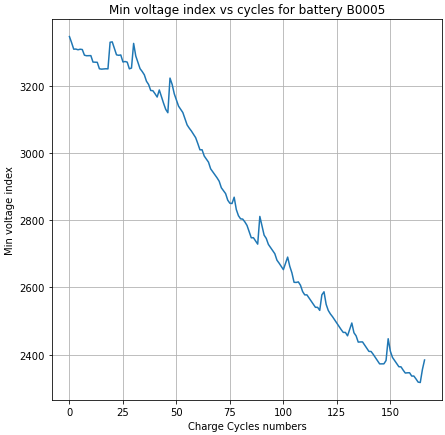 Min voltage index vs cycles for battery B0005
Min voltage index
3200
3000
2800
2600
2400
0 25 50 75 100 125 150
Charge Cycles numbers